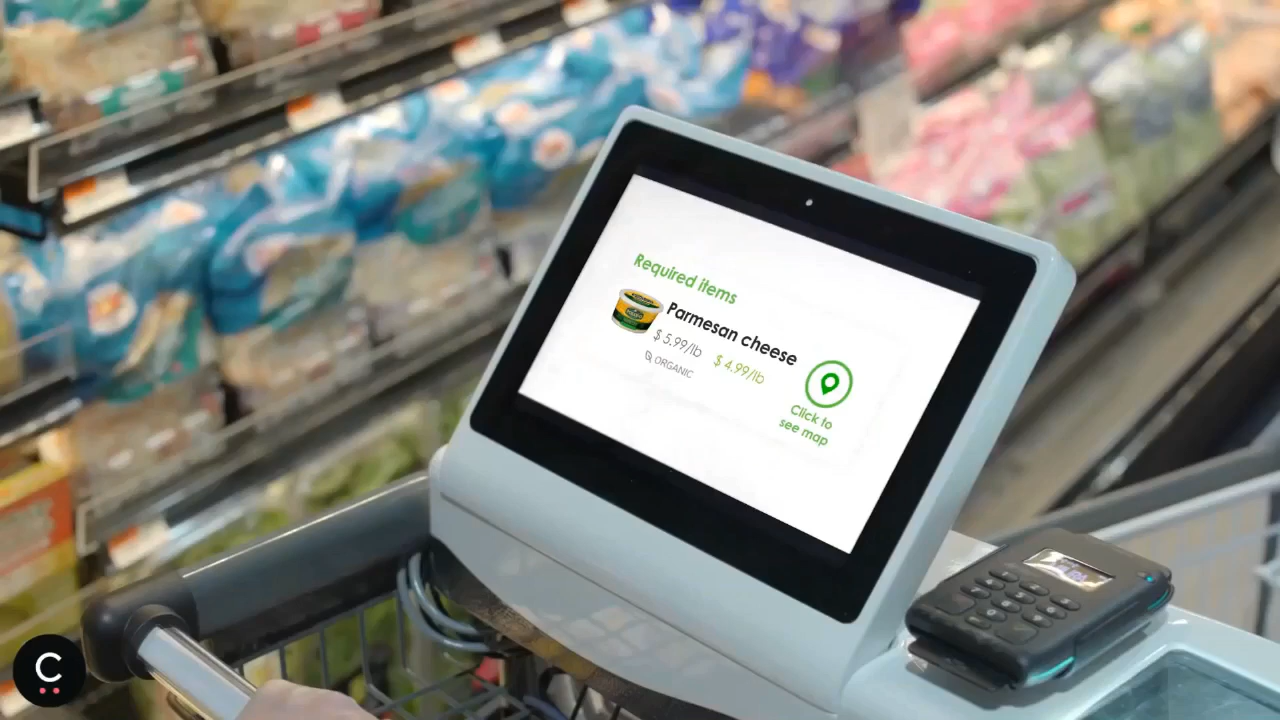 Required items
Parmesan cheese
$ 5.99/lb $ 4.99/lb
ORGANIC
Click to
see map
C